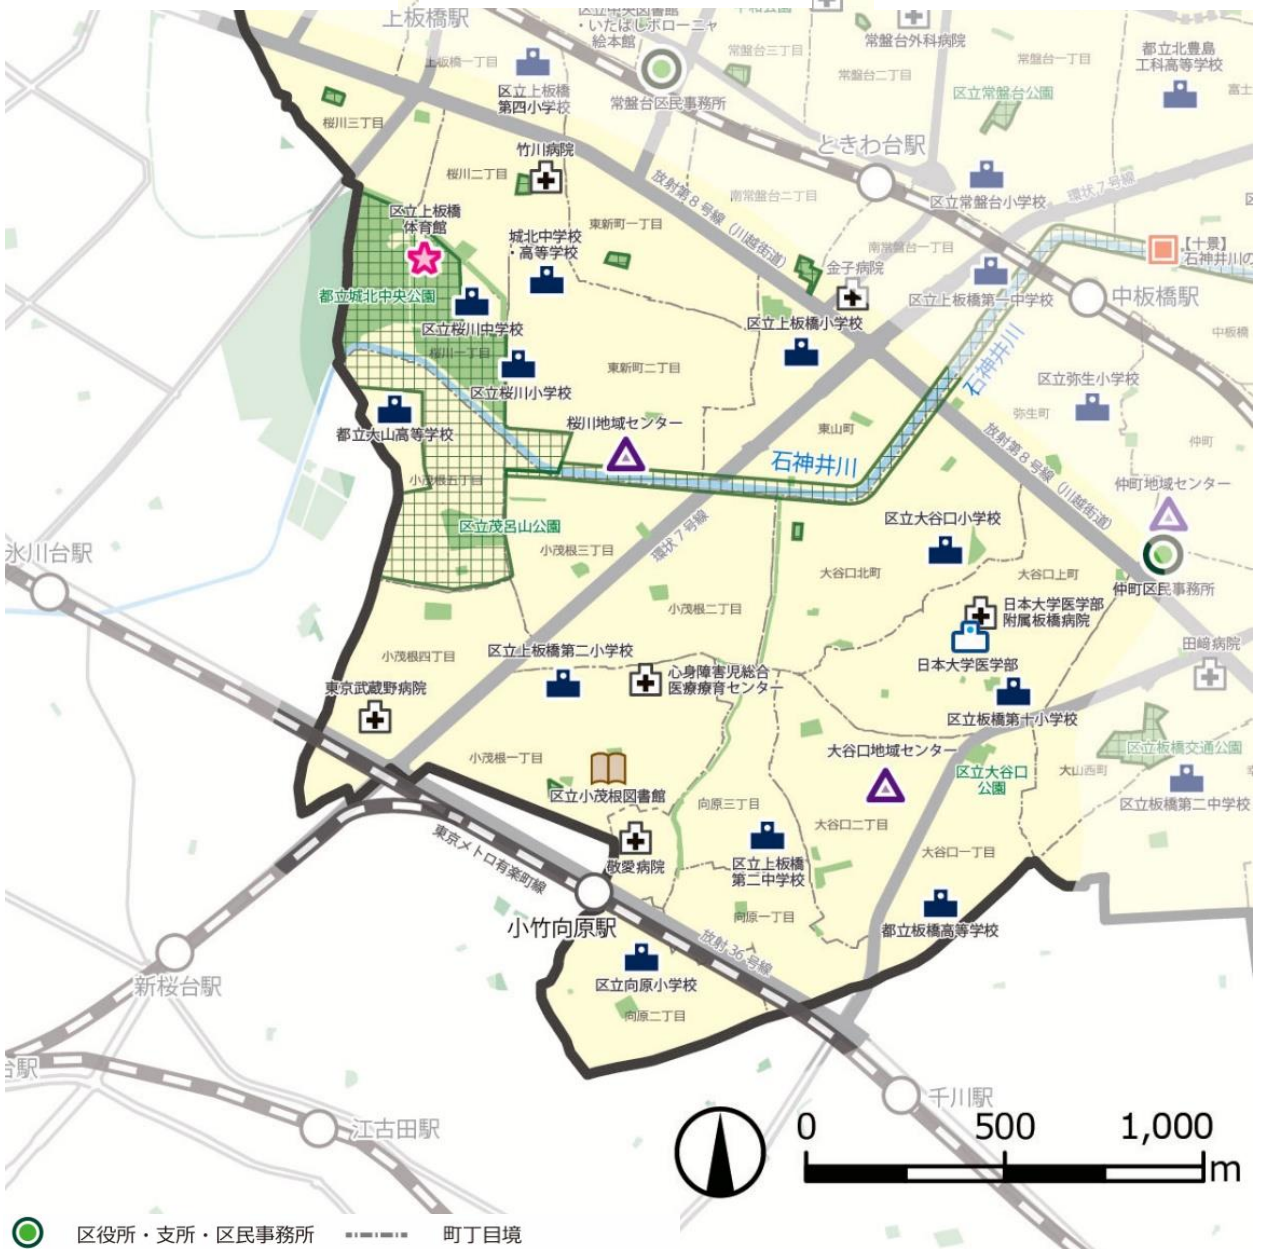 上板橋駅
区立中央図書館
・いたばしボローニャ
絵本館
平和公園
常盤台三丁目
常盤台外科病院
常盤台二丁目
常盤台一丁目
都立北豊島
工科高等学校
上板橋一丁目
区立上板橋
第四小学校
常盤台区民事務所
区立常盤台公園
富士
桜川三丁目
ときわ台駅
竹川病院
桜川二丁目
放射第8号線（川越街道）
南常盤台二丁目
区立常盤台小学校
環状7号線
区立上板橋
体育館
東新町一丁目
城北中学校
・高等学校
南常盤台一丁目
【十景】
石神井川の
金子病院
都立城北中央公園
区立上板橋第一中学校
中板橋駅
区立桜川中学校
区立上板橋小学校
中板橋
桜川一丁目
石神井川
東新町二丁目
区立桜川小学校
区立弥生小学校
弥生町
都立大山高等学校
桜川地域センター
東山町
放射第8号線（川越街道）
仲町
石神井川
小茂根五丁目
仲町地域センター
区立茂呂山公園
環状7号線
区立大谷口小学校
氷川台駅
小茂根三丁目
大谷口北町
大谷口上町
仲町区民事務所
小茂根二丁目
日本大学医学部
附属板橋病院
小茂根四丁目
区立上板橋第二小学校
日本大学医学部
田崎病院
心身障害児総合
医療療育センター
東京武蔵野病院
区立板橋第十小学校
大谷口地域センター
区立板橋交通公園
小茂根一丁目
区立大谷口
公園
大山西町
区立小茂根図書館
向原三丁目
区立板橋第二中学校
大谷口二丁目
東京メトロ有楽町線
敬愛病院
区立上板橋
第二中学校
大谷口一丁目
小竹向原駅
向原一丁目
都立板橋高等学校
放射36号線
新桜台駅
区立向原小学校
向原二丁目
台駅
千川駅
江古田駅
0 500 1,000
m
区役所・支所・区民事務所 町丁目境